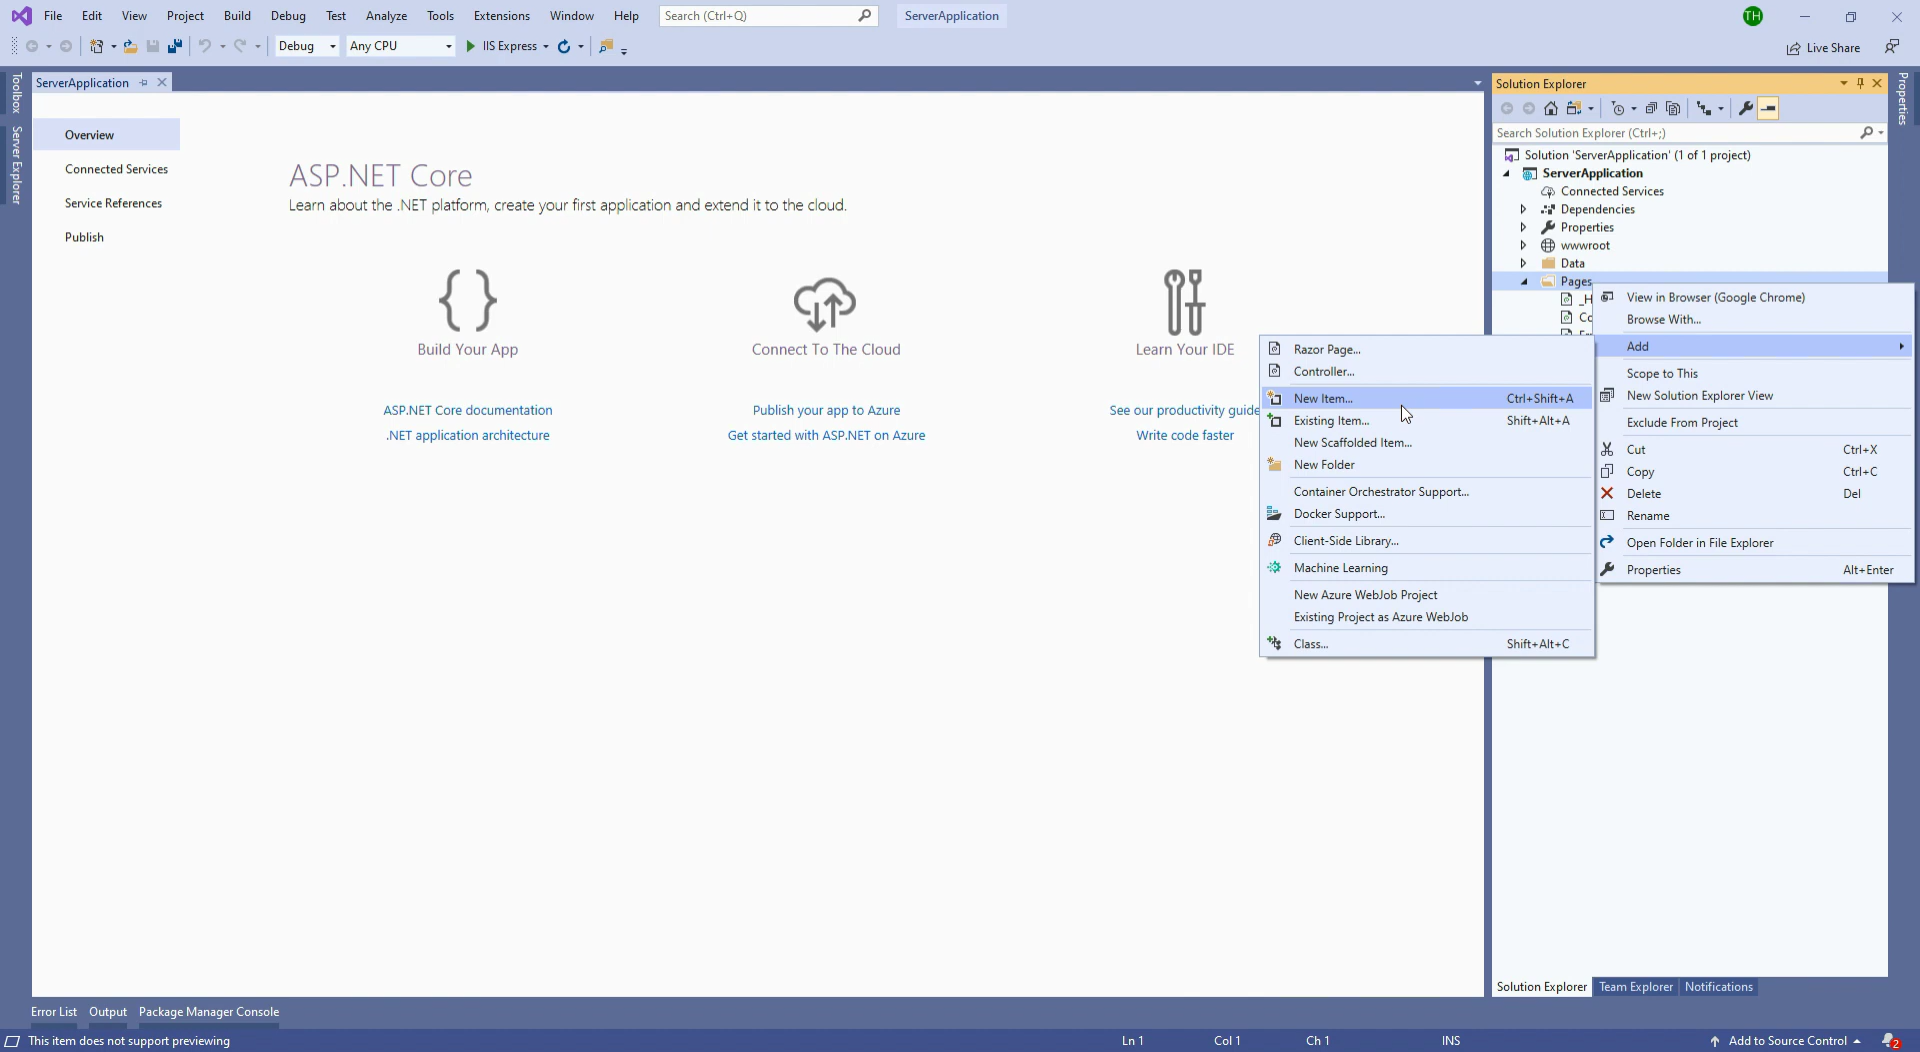 File Edit View Project Build Debug Test Analyze Tools Extensions Window Help Search (Ctrl+Q) ServerApplication TH
Debug Any CPU IIS Express Live Share
Toolbox
Server Explorer
ServerApplication
Overview
Connected Services
Service References
Publish
ASP.NET Core
Learn about the .NET platform, create your first application and extend it to the cloud.
Build Your App
ASP.NET Core documentation
.NET application architecture
Connect To The Cloud
Publish your app to Azure
Get started with ASP.NET on Azure
Learn Your IDE
See our productivity guide
Write code faster
Solution Explorer
Search Solution Explorer (Ctrl+;)
Solution 'ServerApplication' (1 of 1 project)
ServerApplication
Connected Services
Dependencies
Properties
wwwroot
Data
Pages
Properties
View in Browser (Google Chrome)
Browse With...
Add
Scope to This
New Solution Explorer View
Exclude From Project
Cut Ctrl+X
Copy Ctrl+C
Delete Del
Rename
Open Folder in File Explorer
Properties Alt+Enter
Razor Page...
Controller...
New Item... Ctrl+Shift+A
Existing Item... Shift+Alt+A
New Scaffolded Item...
New Folder
Container Orchestrator Support...
Docker Support...
Client-Side Library...
Machine Learning
New Azure WebJob Project
Existing Project as Azure WebJob
Class... Shift+Alt+C
Solution Explorer Team Explorer Notifications
Error List Output Package Manager Console
This item does not support previewing Ln 1 Col 1 Ch 1 INS Add to Source Control 2